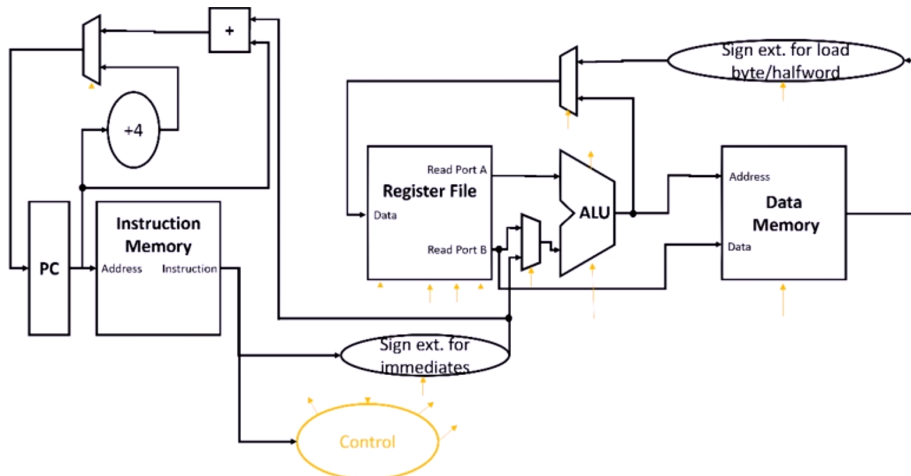 +
Sign ext. for load
byte/halfword
+4
Read Port A
Register File
Data
Read Port B
ALU
Address
Data
Memory
Data
Instruction
Memory
PC
Address
Instruction
Sign ext. for
immediates
Control